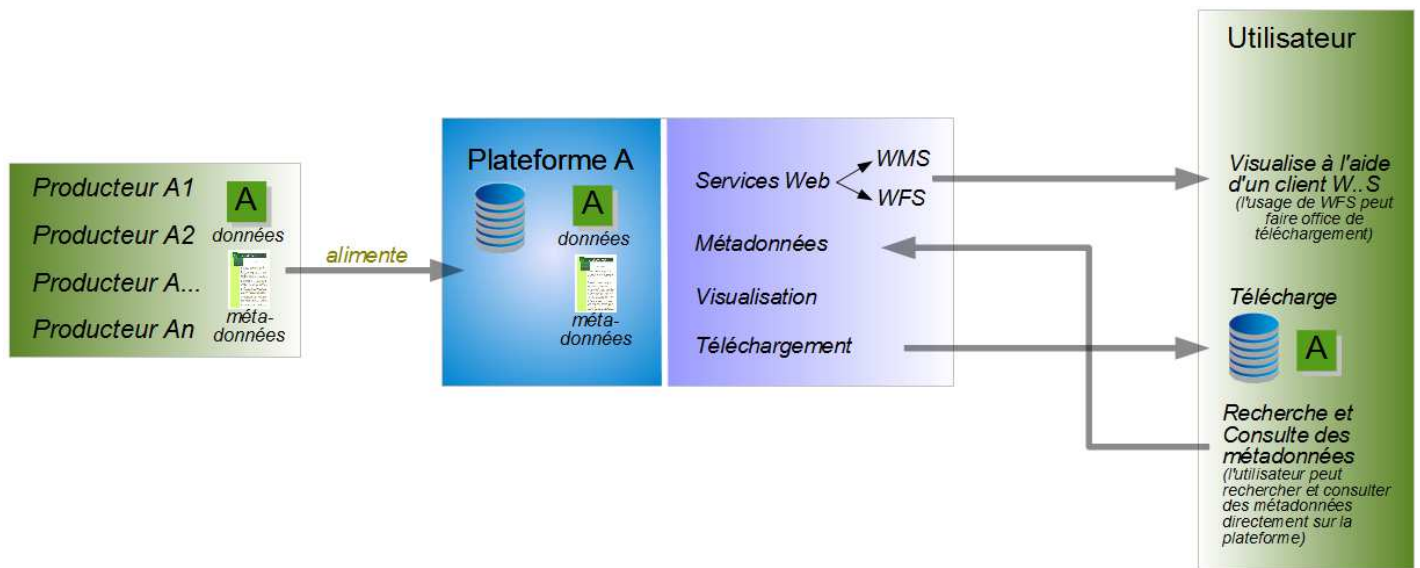 Producteur A1
Producteur A2
Producteur A...
Producteur An
A
données
méta-
données
alimente
Plateforme A
A
données
méta-
données
Services Web
WMS
WFS
Métadonnées
Visualisation
Téléchargement
Utilisateur
Visualise à l'aide
d'un client W..S
(l'usage de WFS peut
faire office de
téléchargement)
Télécharge
A
Recherche et
Consulte des
métadonnées
(l'utilisateur peut
rechercher et consulter
des métadonnées
directement sur la
plateforme)